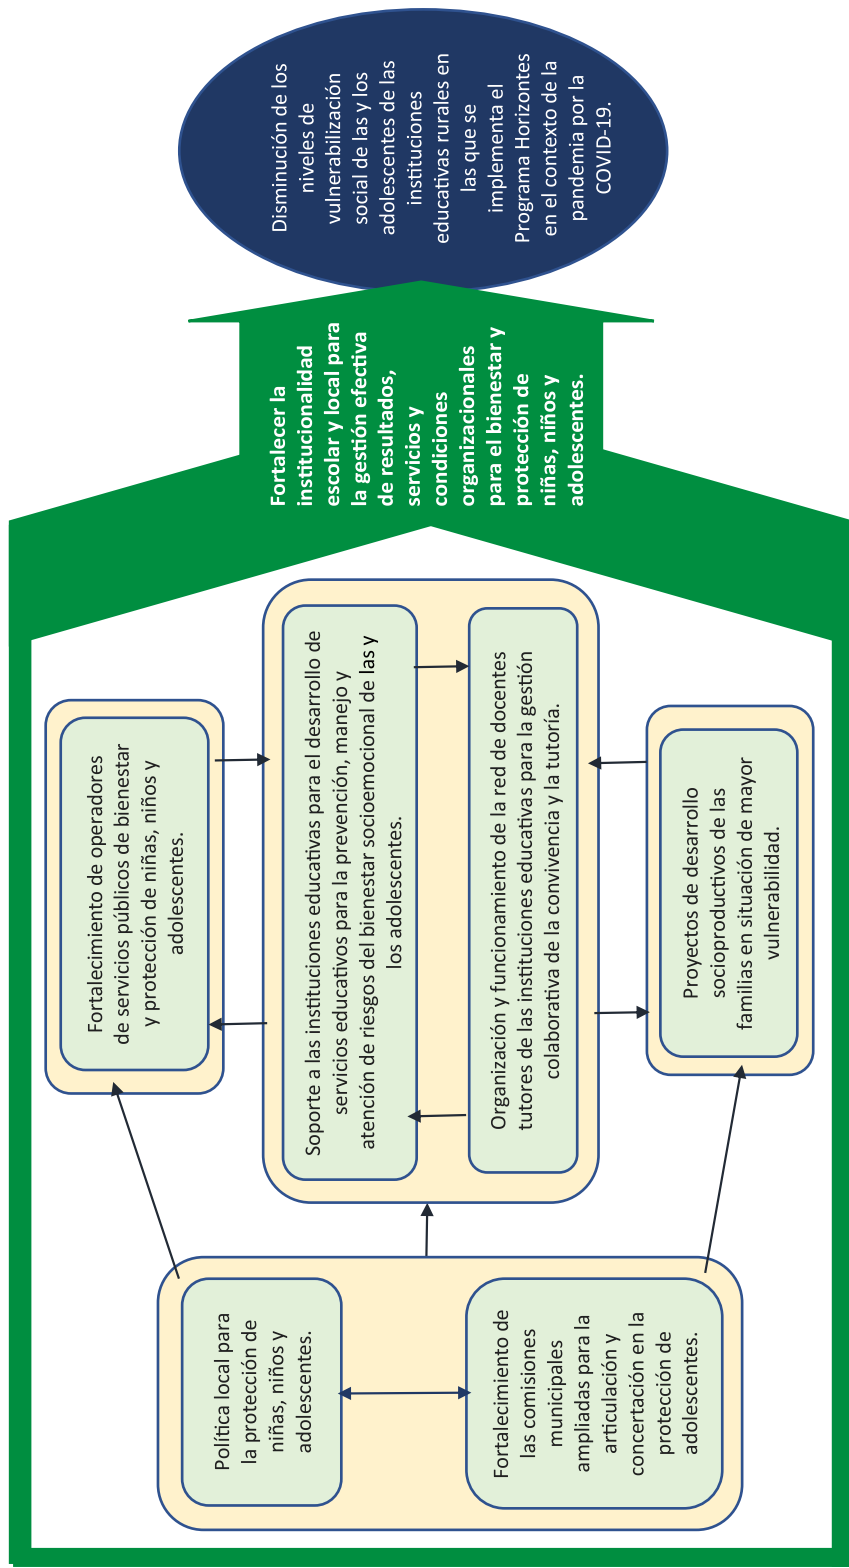 Política local para
la protección de
niñas, niños y
adolescentes.
Fortalecimiento de
las comisiones
municipales
ampliadas para la
articulación y
concertación en la
protección de
adolescentes.
Fortalecimiento de operadores
de servicios públicos de bienestar
y protección de niñas, niños y
adolescentes.
Soporte a las instituciones educativas para el desarrollo de
servicios educativos para la prevención, manejo y
atención de riesgos del bienestar socioemocional de las y
los adolescentes.
Organización y funcionamiento de la red de docentes
tutores de las instituciones educativas para la gestión
colaborativa de la convivencia y la tutoría.
Proyectos de desarrollo
socioproductivos de las
familias en situación de mayor
vulnerabilidad.
Fortalecer la
institucionalidad
escolar y local para
la gestión efectiva
de resultados,
servicios y
condiciones
organizacionales
para el bienestar y
protección de
niñas, niños y
adolescentes.
Disminución de los
niveles de
vulnerabilización
social de las y los
adolescentes de las
instituciones
educativas rurales en
las que se
implementa el
Programa Horizontes
en el contexto de la
pandemia por la
COVID-19.